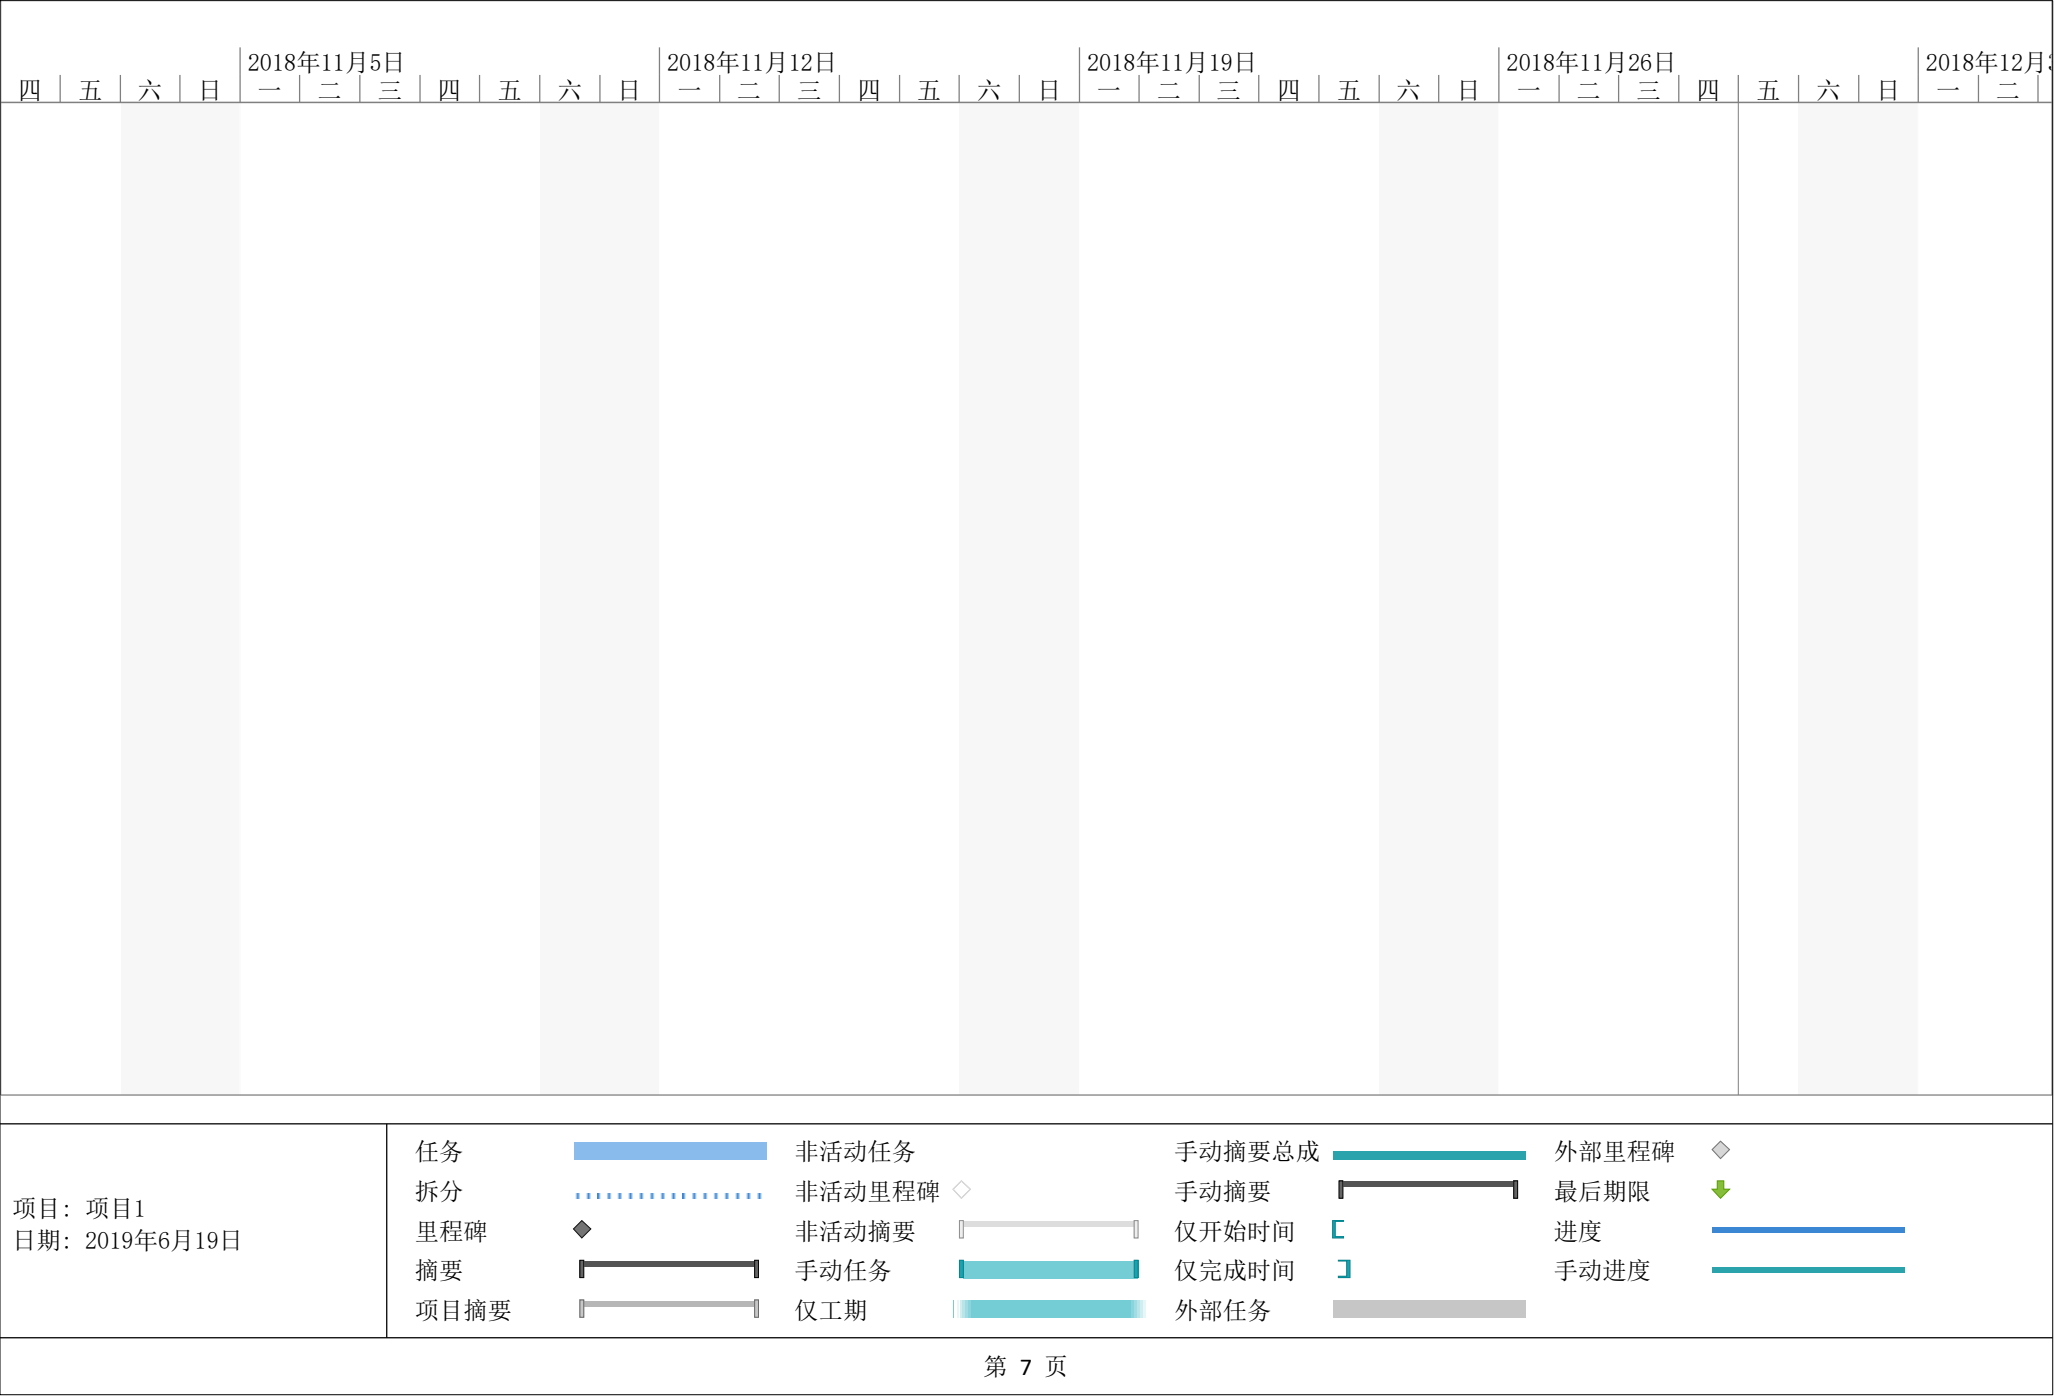 2018年11月5日 2018年11月12日 2018年11月19日 2018年11月26日 2018年12月
四 五 六 日 一 二 三 四 五 六 日 一 二 三 四 五 六 日 一 二 三 四 五 六 日 一 二 三 四 五 六 日 一 二
项目: 项目1
日期: 2019年6月19日
任务
拆分
里程碑
摘要
项目摘要
非活动任务
非活动里程碑
非活动摘要
手动任务
仅工期
手动摘要总成
手动摘要
仅开始时间
仅完成时间
外部任务
外部里程碑
最后期限
进度
手动进度
第 7 页